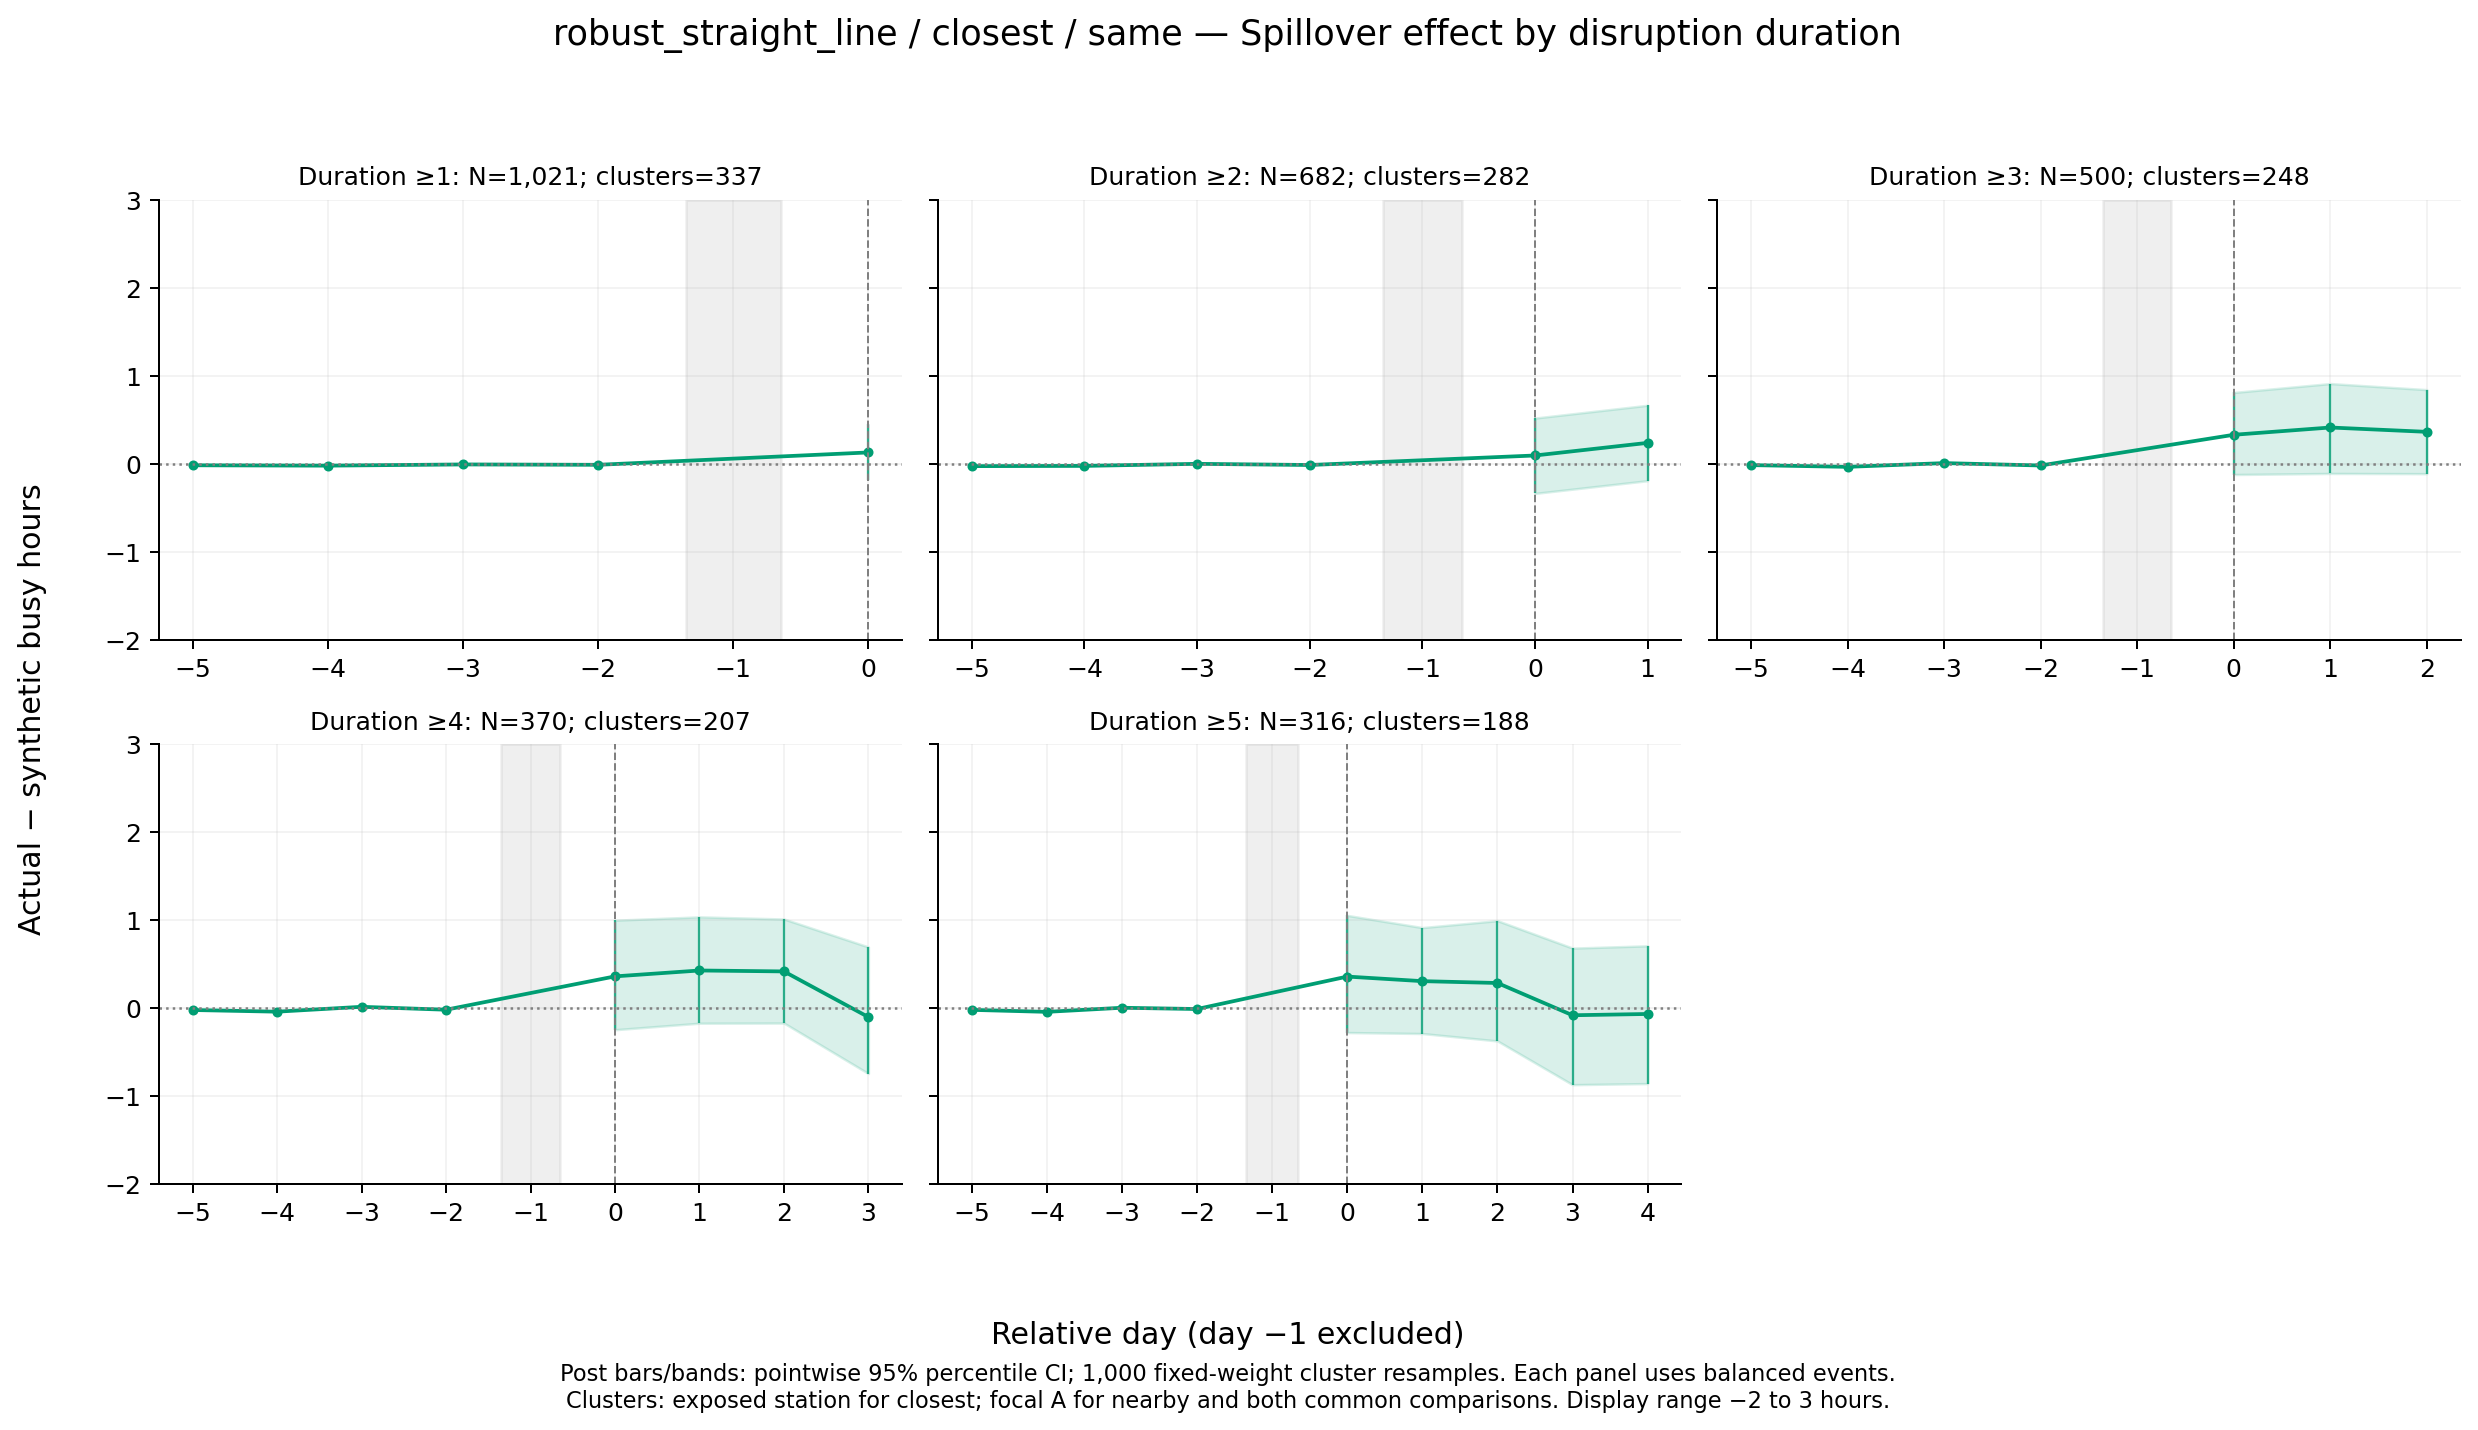 robust_straight_line / closest / same — Spillover effect by disruption duration
Actual − synthetic busy hours
Duration ≥1: N=1,021; clusters=337
3
2
1
0
−1
−2
−5 −4 −3 −2 −1 0
Duration ≥2: N=682; clusters=282
−5 −4 −3 −2 −1 0 1
Duration ≥3: N=500; clusters=248
−5 −4 −3 −2 −1 0 1 2
Duration ≥4: N=370; clusters=207
3
2
1
0
−1
−2
−5 −4 −3 −2 −1 0 1 2 3
Duration ≥5: N=316; clusters=188
−5 −4 −3 −2 −1 0 1 2 3 4
Relative day (day −1 excluded)
Post bars/bands: pointwise 95% percentile CI; 1,000 fixed-weight cluster resamples. Each panel uses balanced events.
Clusters: exposed station for closest; focal A for nearby and both common comparisons. Display range −2 to 3 hours.